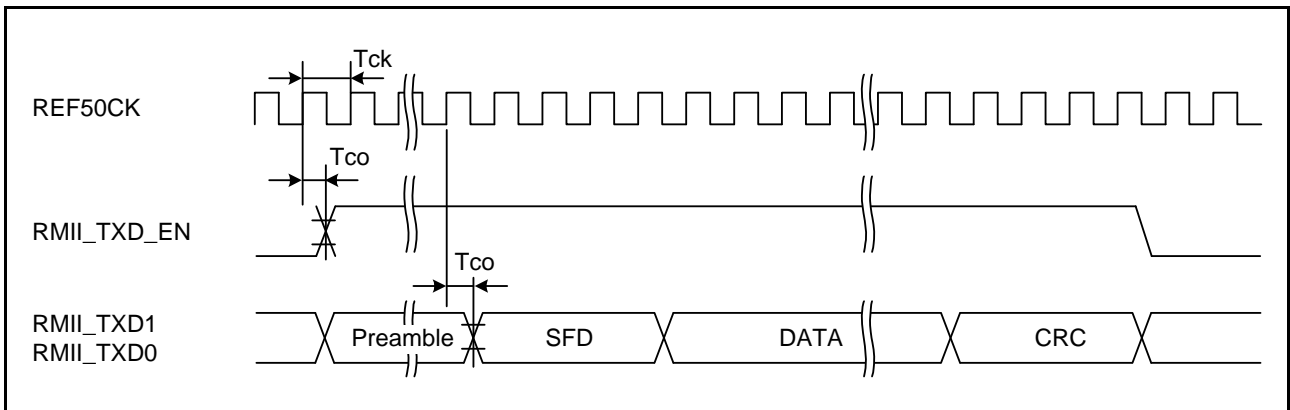 Tck
REF50CK
Tco
RMII_TXD_EN
Tco
RMII_TXD1
RMII_TXD0
Preamble SFD DATA CRC